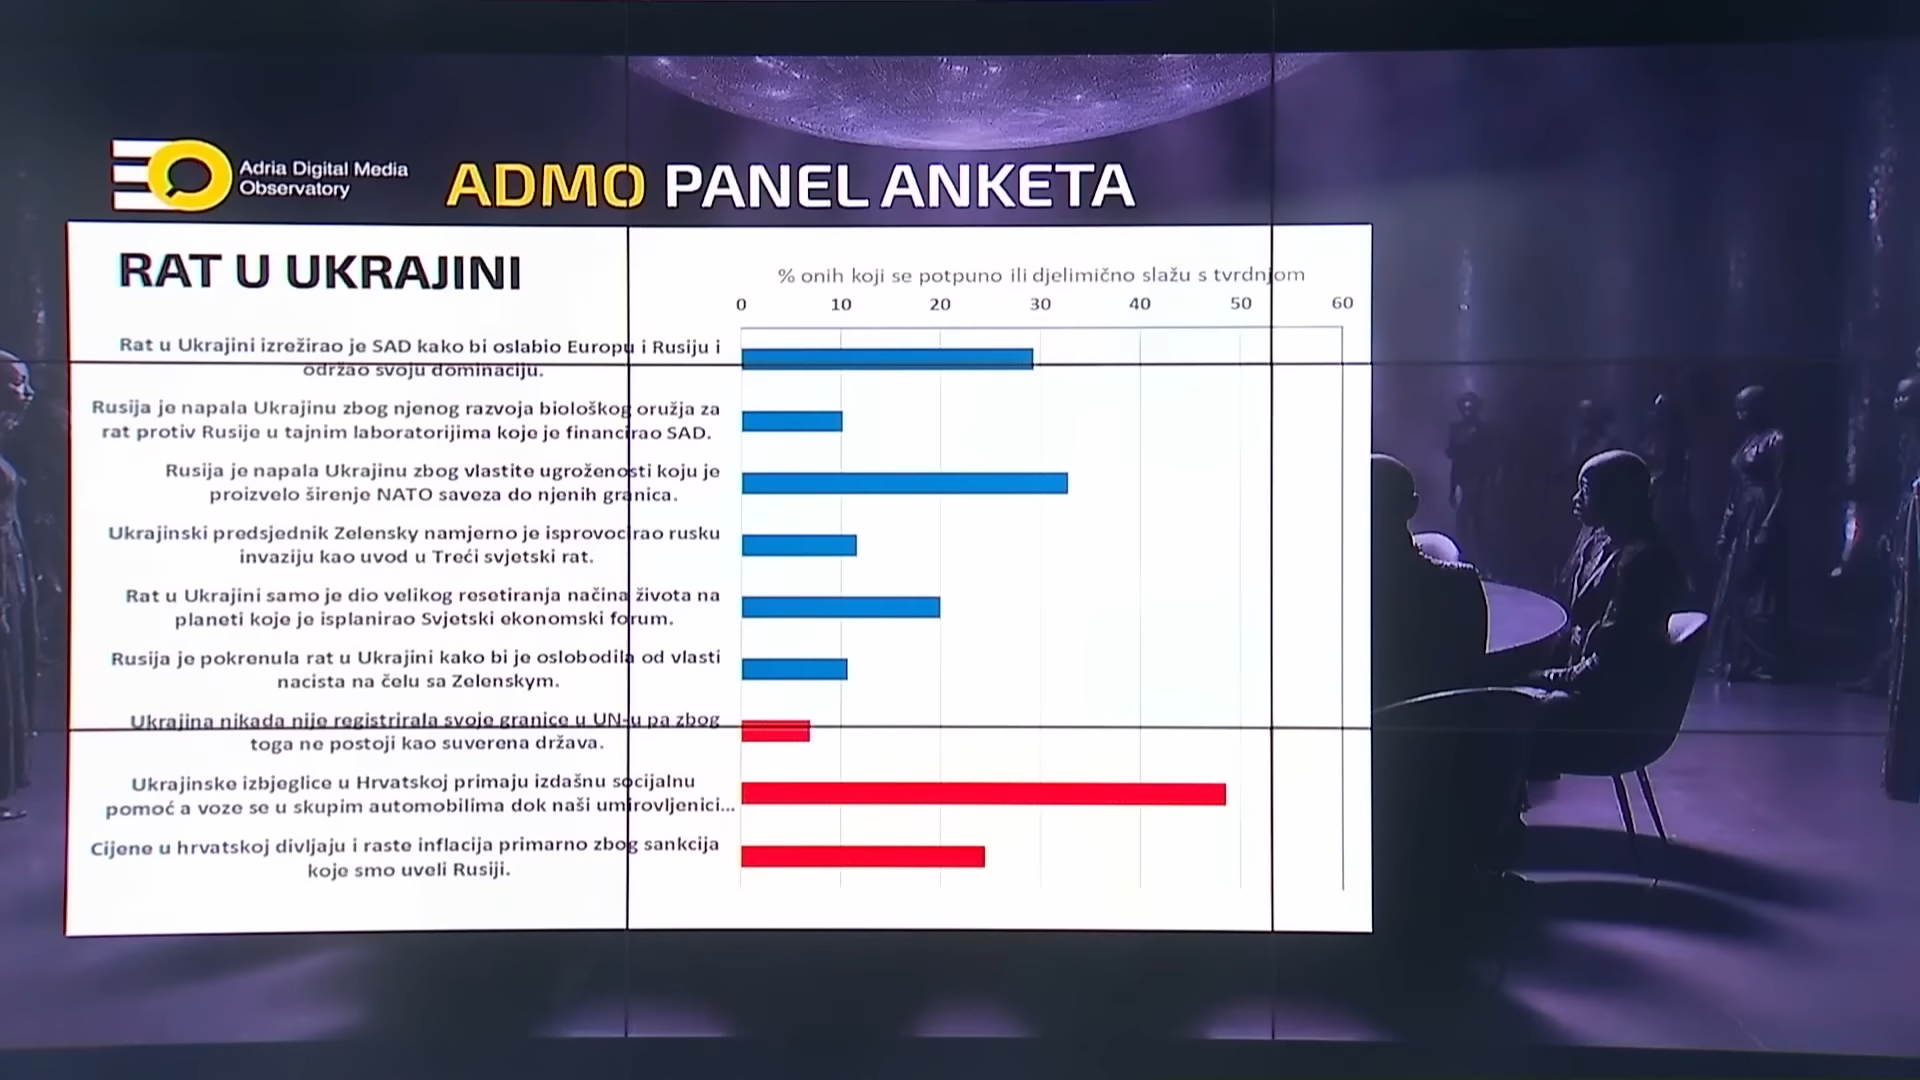 Adria Digital Media
Observatory
ADMO PANEL ANKETA
RAT U UKRAJINI
% onih koji se potpuno ili djelimično slažu s tvrdnjom
0 10 20 30 40 50 60
Rat u Ukrajini izrežirao je SAD kako bi oslabio Europu i Rusiju i
održao svoju dominaciju.
Rusija je napala Ukrajinu zbog njenog razvoja biološkog oružja za
rat protiv Rusije u tajnim laboratorijima koje je financirao SAD.
Rusija je napala Ukrajinu zbog vlastite ugroženosti koju je
proizvelo širenje NATO saveza do njenih granica.
Ukrajinski predsjednik Zelensky namjerno je isprovocirao rusku
invaziju kao uvod u Treći svjetski rat.
Rat u Ukrajini samo je dio velikog resetiranja načina života na
planeti koje je isplanirao Svjetski ekonomski forum.
Rusija je pokrenula rat u Ukrajini kako bi je oslobodila od vlasti
nacista na čelu sa Zelenskym.
Ukrajina nikada nije registrirala svoje granice u UN-u pa zbog
toga ne postoji kao suverena država.
Ukrajinske izbjeglice u Hrvatskoj primaju izdašnu socijalnu
pomoć a voze se u skupim automobilima dok naši umirovljenici...
Cijene u hrvatskoj divljaju i raste inflacija primarno zbog sankcija
koje smo uveli Rusiji.